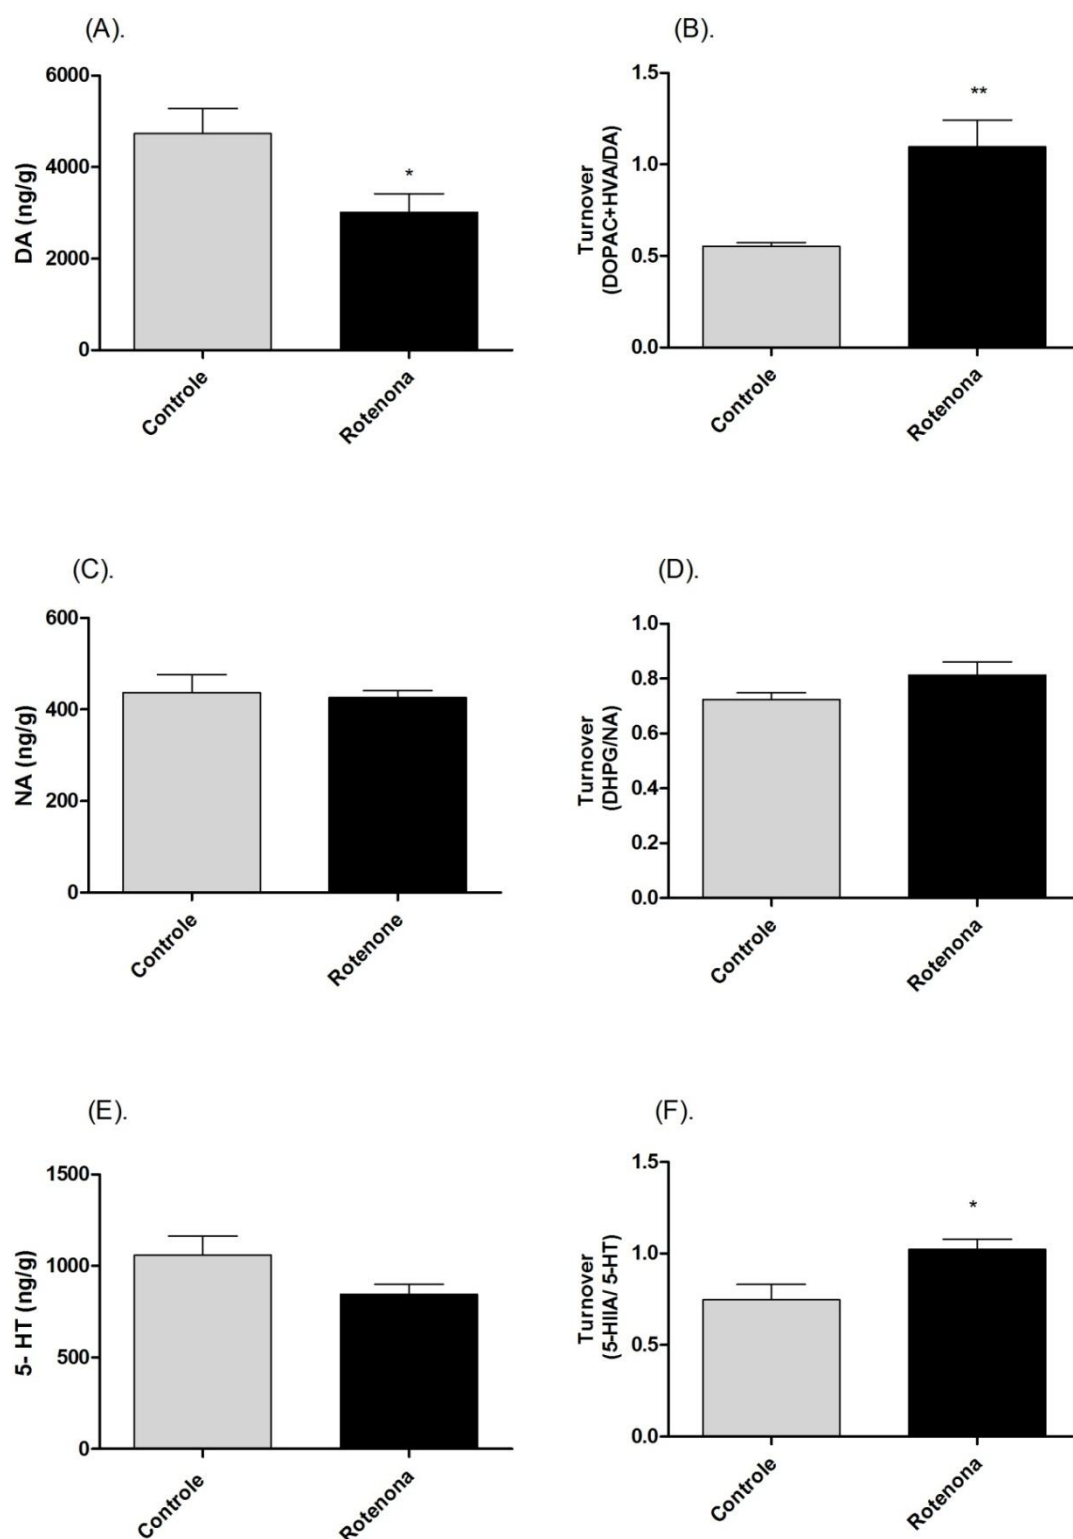 (A).
6000
4000
2000
0
DA (ng/g)
*
Controle
Rotenona
(B).
1.5
1.0
0.5
0.0
Turnover
(DOPAC+HVA/DA)
**
Controle
Rotenona
(C).
600
400
200
0
NA (ng/g)
Controle
Rotenone
(D).
1.0
0.8
0.6
0.4
0.2
0.0
Turnover
(DHPG/NA)
Controle
Rotenona
(E).
1500
1000
500
0
5- HT (ng/g)
Controle
Rotenona
(F).
1.5
1.0
0.5
0.0
Turnover
(5-HIIA/ 5-HT)
*
Controle
Rotenona